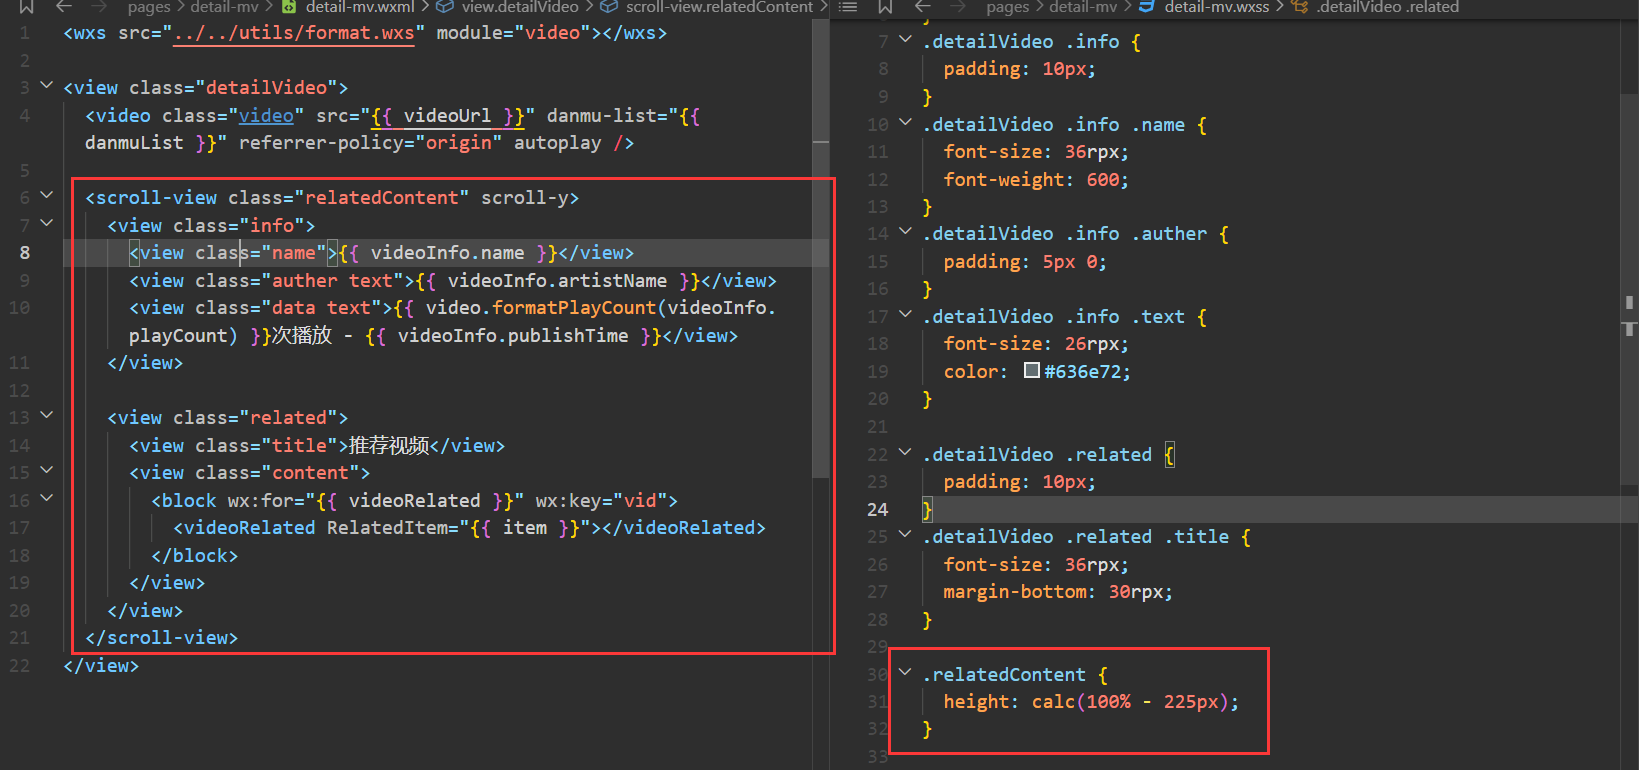 pages > detail-mv > detail-mv.wxml > view.detailVideo > scroll-view.relatedContent >
1 <wxs src="../../utils/format.wxs" module="video"></wxs>
2
3 <view class="detailVideo">
4 <video class="video" src="{{ videoUrl }}" danmu-list="{{
danmuList }}" referrer-policy="origin" autoplay />
5
6 <scroll-view class="relatedContent" scroll-y>
7 <view class="info">
8 <view class="name">{{ videoInfo.name }}</view>
9 <view class="auther text">{{ videoInfo.artistName }}</view>
10 <view class="data text">{{ video.formatPlayCount(videoInfo.
playCount) }}次播放 - {{ videoInfo.publishTime }}</view>
11 </view>
12
13 <view class="related">
14 <view class="title">推荐视频</view>
15 <view class="content">
16 <block wx:for="{{ videoRelated }}" wx:key="vid">
17 <videoRelated RelatedItem="{{ item }}"></videoRelated>
18 </block>
19 </view>
20 </view>
21 </scroll-view>
22 </view>
pages > detail-mv > detail-mv.wxss > .detailVideo .related
}
7 .detailVideo .info {
8 padding: 10px;
9 }
10 .detailVideo .info .name {
11 font-size: 36rpx;
12 font-weight: 600;
13 }
14 .detailVideo .info .auther {
15 padding: 5px 0;
16 }
17 .detailVideo .info .text {
18 font-size: 26rpx;
19 color: #636e72;
20 }
21
22 .detailVideo .related {
23 padding: 10px;
24 }
25 .detailVideo .related .title {
26 font-size: 36rpx;
27 margin-bottom: 30rpx;
28 }
29
30 .relatedContent {
31 height: calc(100% - 225px);
32 }
33